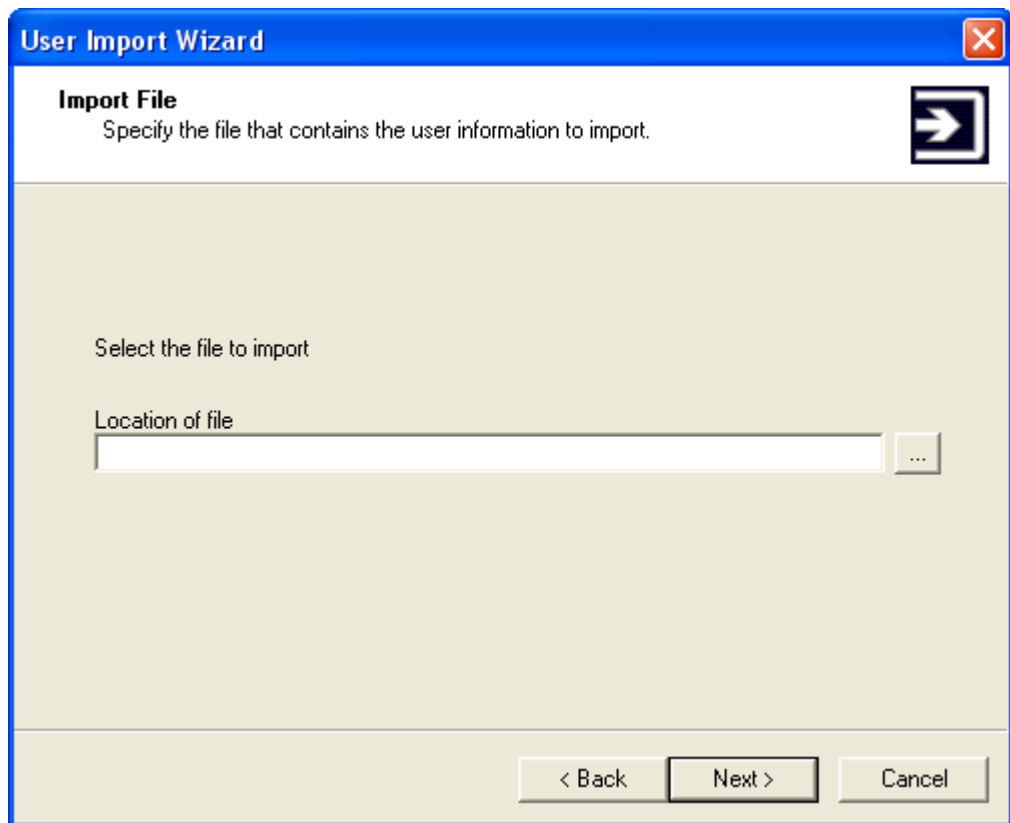 User Import Wizard
Import File
Specify the file that contains the user information to import.
Select the file to import
Location of file
...
< Back Next > Cancel